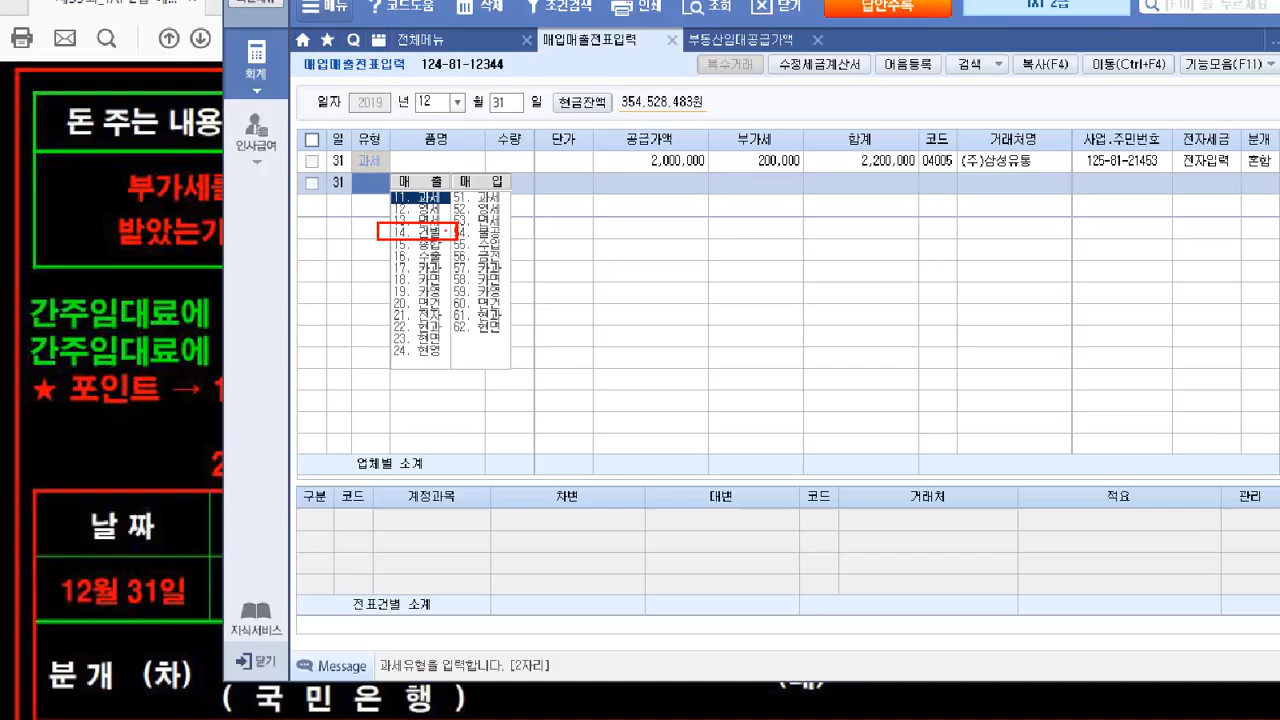 메뉴 ? 코드도움 삭제 조건검색 인쇄 조회 닫기 답안수록 TAT 2급
전체메뉴 × 매입매출전표입력 × 부동산임대공급가액 ×
회계
인사급여
지식서비스
닫기
매입매출전표입력 124-81-12344 복수거래 수정세금계산서 매음등록 검색 복사(F4) 이동(Ctrl+F4) 기능모음(F11)
일자 2019 년 12 월 31 일 현금잔액 354,528,483원
일 유형 품명 수량 단가 공급가액 부가세 합계 코드 거래처명 사업.주민번호 전자세금 분개
31 과세 2,000,000 200,000 2,200,000 04005 (주)삼성유통 125-81-21453 전자입력 혼합
31
매 출 매 입
11. 과세 51. 과세
12. 영세 52. 영세
13. 면세 53. 면세
14. 건별 54. 불공
15. 종합 55. 수입
16. 수출 56. 금전
17. 카과 57. 카과
18. 카면 58. 카면
19. 카영 59. 카영
20. 면건 60. 면건
21. 전자 61. 현과
22. 현과 62. 현면
23. 현면
24. 현영
업체별 소계
구분 코드 계정과목 차변 대변 코드 거래처 적요 관리
전표건별 소계
Message 과세유형을 입력합니다. [2자리]
돈 주는 내용
부가세를
받았는가
간주임대료에
간주임대료에
★ 포인트 → 1
2
날 짜
12월 31일
분 개 (차)
( 국 민 은 행 )